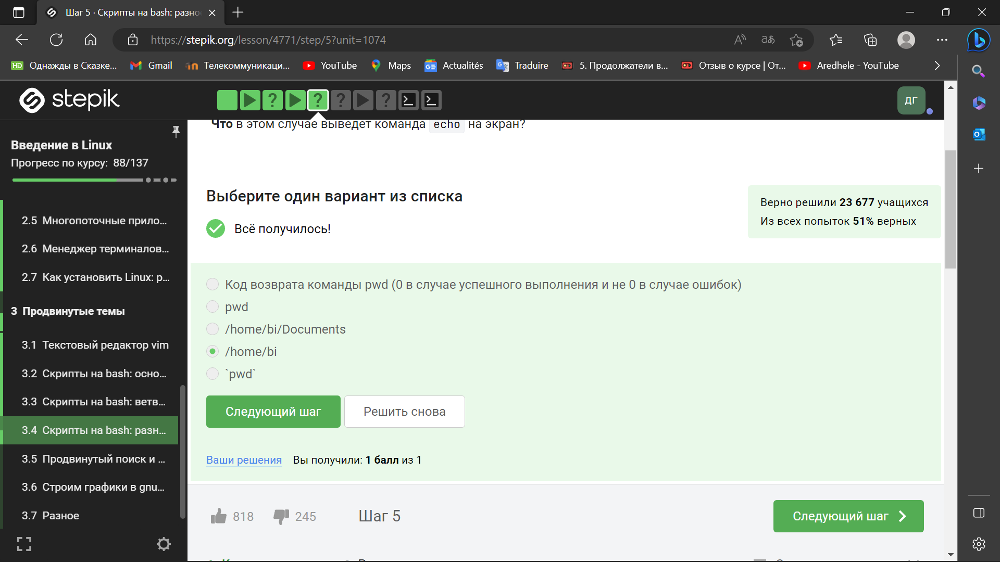 Шаг 5 · Скрипты на bash: разно
https://stepik.org/lesson/4771/step/5?unit=1074
Однажды в Сказке...
Gmail
Телекоммуникаци...
YouTube
Maps
Actualités
Traduire
5. Продолжатели в...
Отзыв о курсе | От...
Aredhele - YouTube
stepik
ДГ
Введение в Linux
Прогресс по курсу: 88/137
2.5 Многопоточные прило...
2.6 Менеджер терминалов...
2.7 Как установить Linux: р...
3 Продвинутые темы
3.1 Текстовый редактор vim
3.2 Скрипты на bash: осно...
3.3 Скрипты на bash: ветв...
3.4 Скрипты на bash: разн...
3.5 Продвинутый поиск и ...
3.6 Строим графики в gnu...
3.7 Разное
Что в этом случае выведет команда echo на экран?
Выберите один вариант из списка
Всё получилось!
Верно решили 23 677 учащихся
Из всех попыток 51% верных
Код возврата команды pwd (0 в случае успешного выполнения и не 0 в случае ошибок)
pwd
/home/bi/Documents
/home/bi
`pwd`
Следующий шаг
Решить снова
Ваши решения Вы получили: 1 балл из 1
818
245
Шаг 5
Следующий шаг